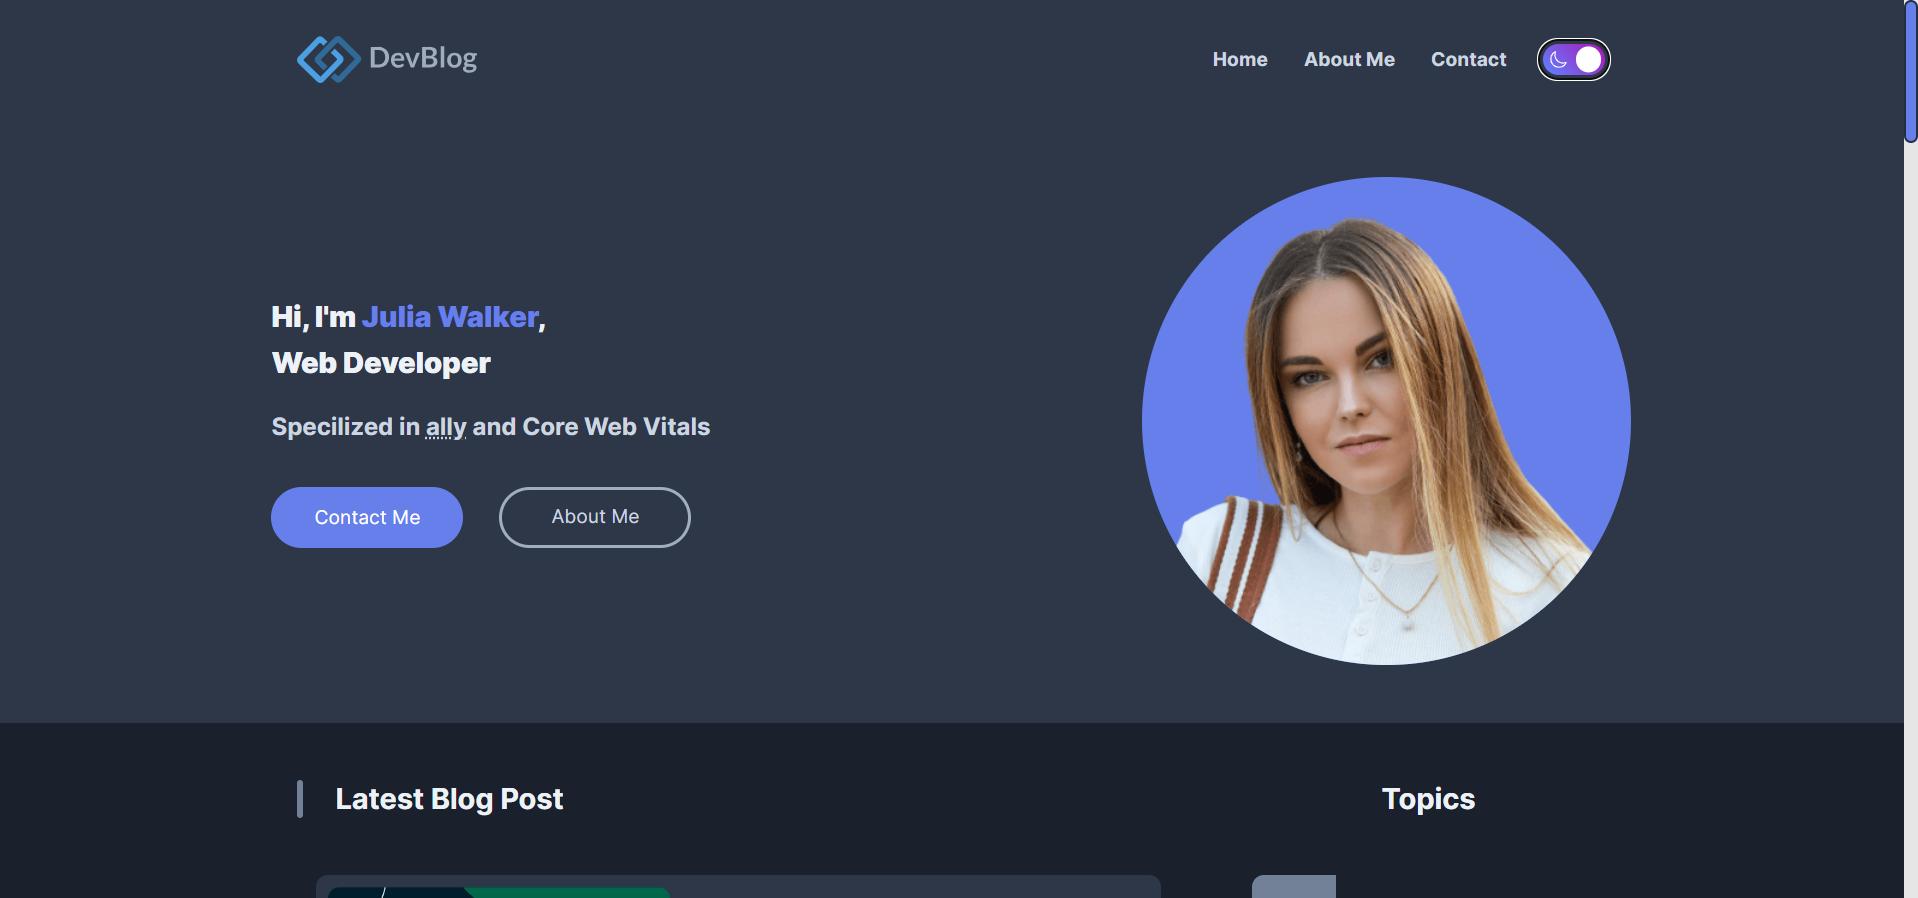 DevBlog
Home
About Me
Contact
Hi, I'm Julia Walker,
Web Developer
Specilized in ally and Core Web Vitals
Contact Me
About Me
Latest Blog Post
Topics